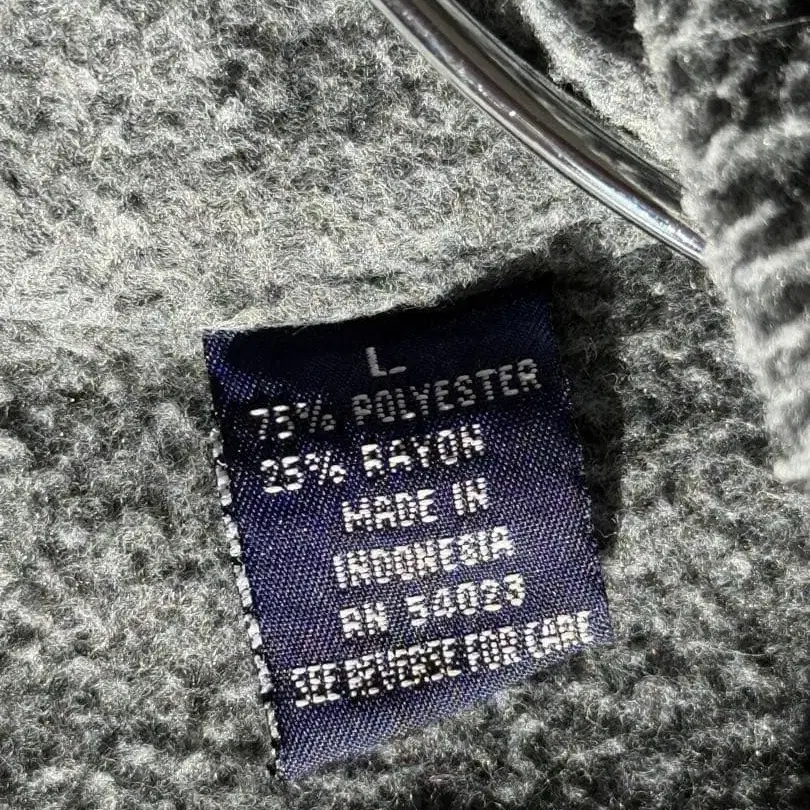 L
75% POLYESTER
25% RAYON
MADE IN
INDONESIA
RN 54023
SEE REVERSE FOR CARE